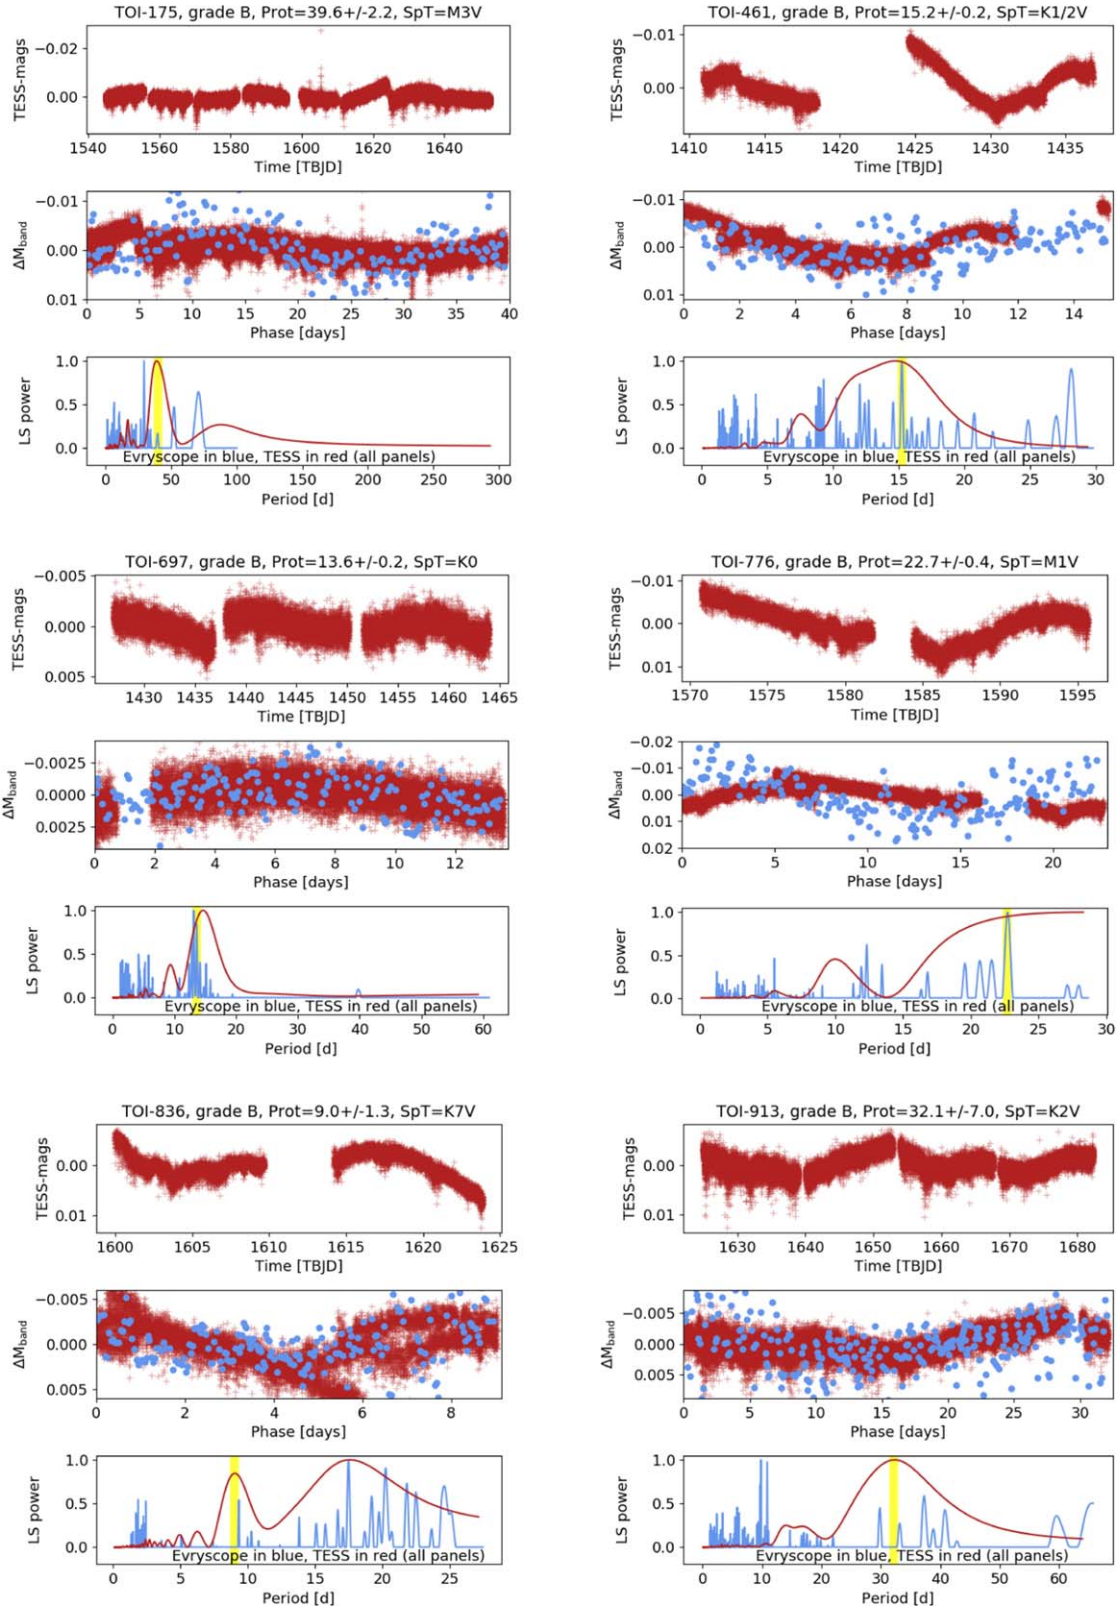 TOI-175, grade B, Prot=39.6+/-2.2, SpT=M3V
TESS-mags
−0.02
0.00
1540 1560 1580 1600 1620 1640
Time [TBJD]
ΔM_band
−0.01
0.00
0.01
0 5 10 15 20 25 30 35 40
Phase [days]
LS power
1.0
0.5
0.0
Evryscope in blue, TESS in red (all panels)
0 50 100 150 200 250 300
Period [d]
TOI-461, grade B, Prot=15.2+/-0.2, SpT=K1/2V
TESS-mags
−0.01
0.00
1410 1415 1420 1425 1430 1435
Time [TBJD]
ΔM_band
−0.01
0.00
0.01
0 2 4 6 8 10 12 14
Phase [days]
LS power
1.0
0.5
0.0
Evryscope in blue, TESS in red (all panels)
0 5 10 15 20 25 30
Period [d]
TOI-697, grade B, Prot=13.6+/-0.2, SpT=K0
TESS-mags
−0.005
0.000
0.005
1430 1435 1440 1445 1450 1455 1460 1465
Time [TBJD]
ΔM_band
−0.0025
0.0000
0.0025
0 2 4 6 8 10 12
Phase [days]
LS power
1.0
0.5
0.0
Evryscope in blue, TESS in red (all panels)
0 10 20 30 40 50 60
Period [d]
TOI-776, grade B, Prot=22.7+/-0.4, SpT=M1V
TESS-mags
−0.01
0.00
0.01
1570 1575 1580 1585 1590 1595
Time [TBJD]
ΔM_band
−0.02
−0.01
0.00
0.01
0.02
0 5 10 15 20
Phase [days]
LS power
1.0
0.5
0.0
Evryscope in blue, TESS in red (all panels)
0 5 10 15 20 25 30
Period [d]
TOI-836, grade B, Prot=9.0+/-1.3, SpT=K7V
TESS-mags
0.00
0.01
1600 1605 1610 1615 1620 1625
Time [TBJD]
ΔM_band
−0.005
0.000
0.005
0 2 4 6 8
Phase [days]
LS power
1.0
0.5
0.0
Evryscope in blue, TESS in red (all panels)
0 5 10 15 20 25
Period [d]
TOI-913, grade B, Prot=32.1+/-7.0, SpT=K2V
TESS-mags
0.00
0.01
1630 1640 1650 1660 1670 1680
Time [TBJD]
ΔM_band
−0.005
0.000
0.005
0 5 10 15 20 25 30
Phase [days]
LS power
1.0
0.5
0.0
Evryscope in blue, TESS in red (all panels)
0 10 20 30 40 50 60
Period [d]